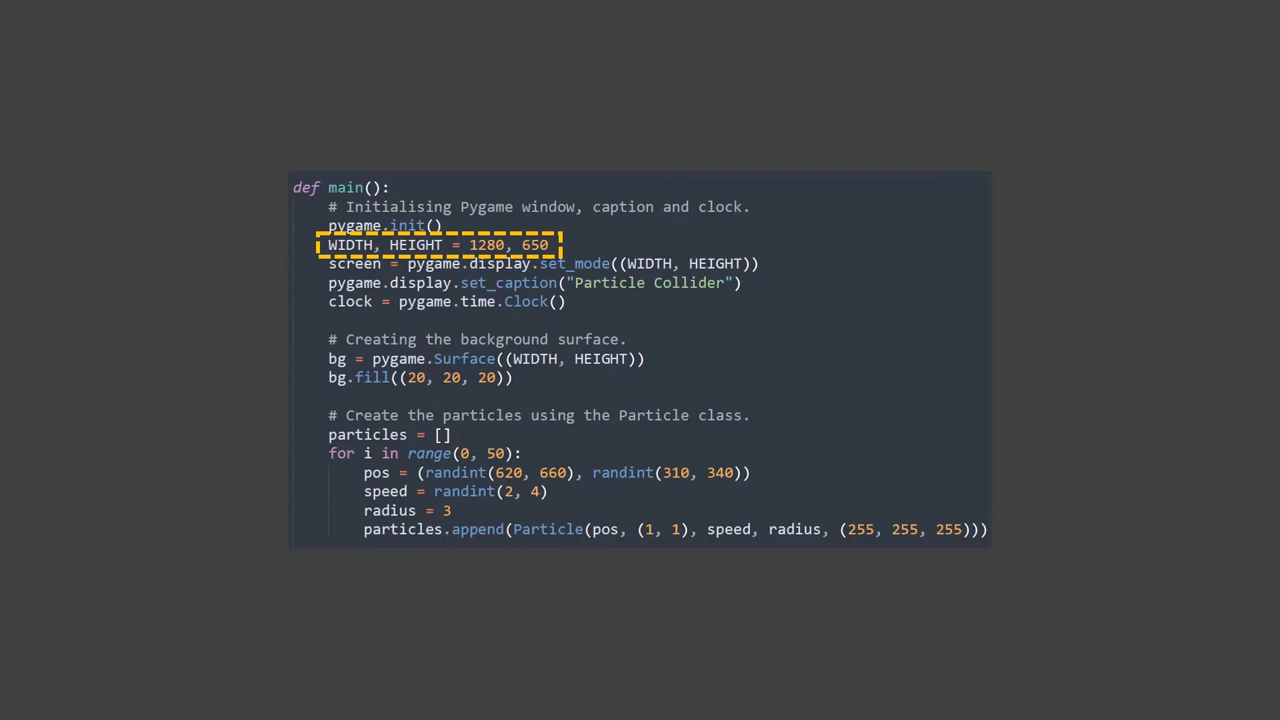 def main():
    # Initialising Pygame window, caption and clock.
    pygame.init()
    WIDTH, HEIGHT = 1280, 650
    screen = pygame.display.set_mode((WIDTH, HEIGHT))
    pygame.display.set_caption("Particle Collider")
    clock = pygame.time.Clock()

    # Creating the background surface.
    bg = pygame.Surface((WIDTH, HEIGHT))
    bg.fill((20, 20, 20))

    # Create the particles using the Particle class.
    particles = []
    for i in range(0, 50):
        pos = (randint(620, 660), randint(310, 340))
        speed = randint(2, 4)
        radius = 3
        particles.append(Particle(pos, (1, 1), speed, radius, (255, 255, 255)))